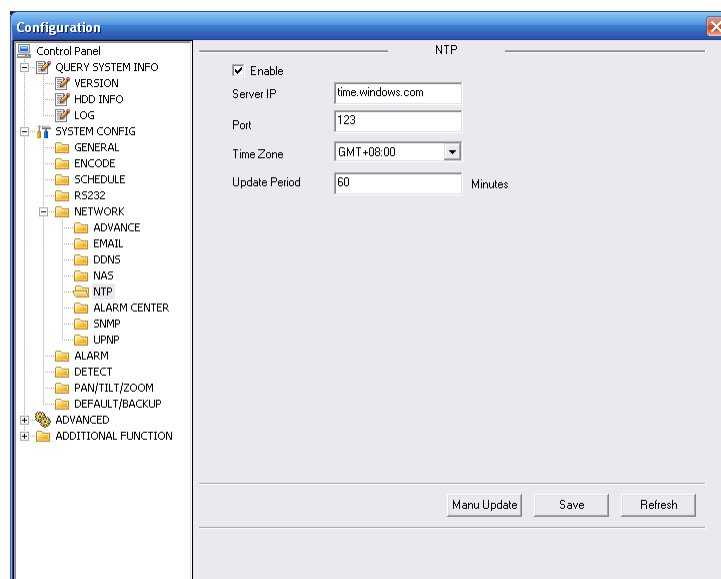 Configuration
Control Panel
QUERY SYSTEM INFO
VERSION
HDD INFO
LOG
SYSTEM CONFIG
GENERAL
ENCODE
SCHEDULE
RS232
NETWORK
ADVANCE
EMAIL
DDNS
NAS
NTP
ALARM CENTER
SNMP
UPNP
ALARM
DETECT
PAN/TILT/ZOOM
DEFAULT/BACKUP
ADVANCED
ADDITIONAL FUNCTION
NTP
Enable
Server IP time.windows.com
Port 123
Time Zone GMT+08:00
Update Period 60 Minutes
Manu Update Save Refresh